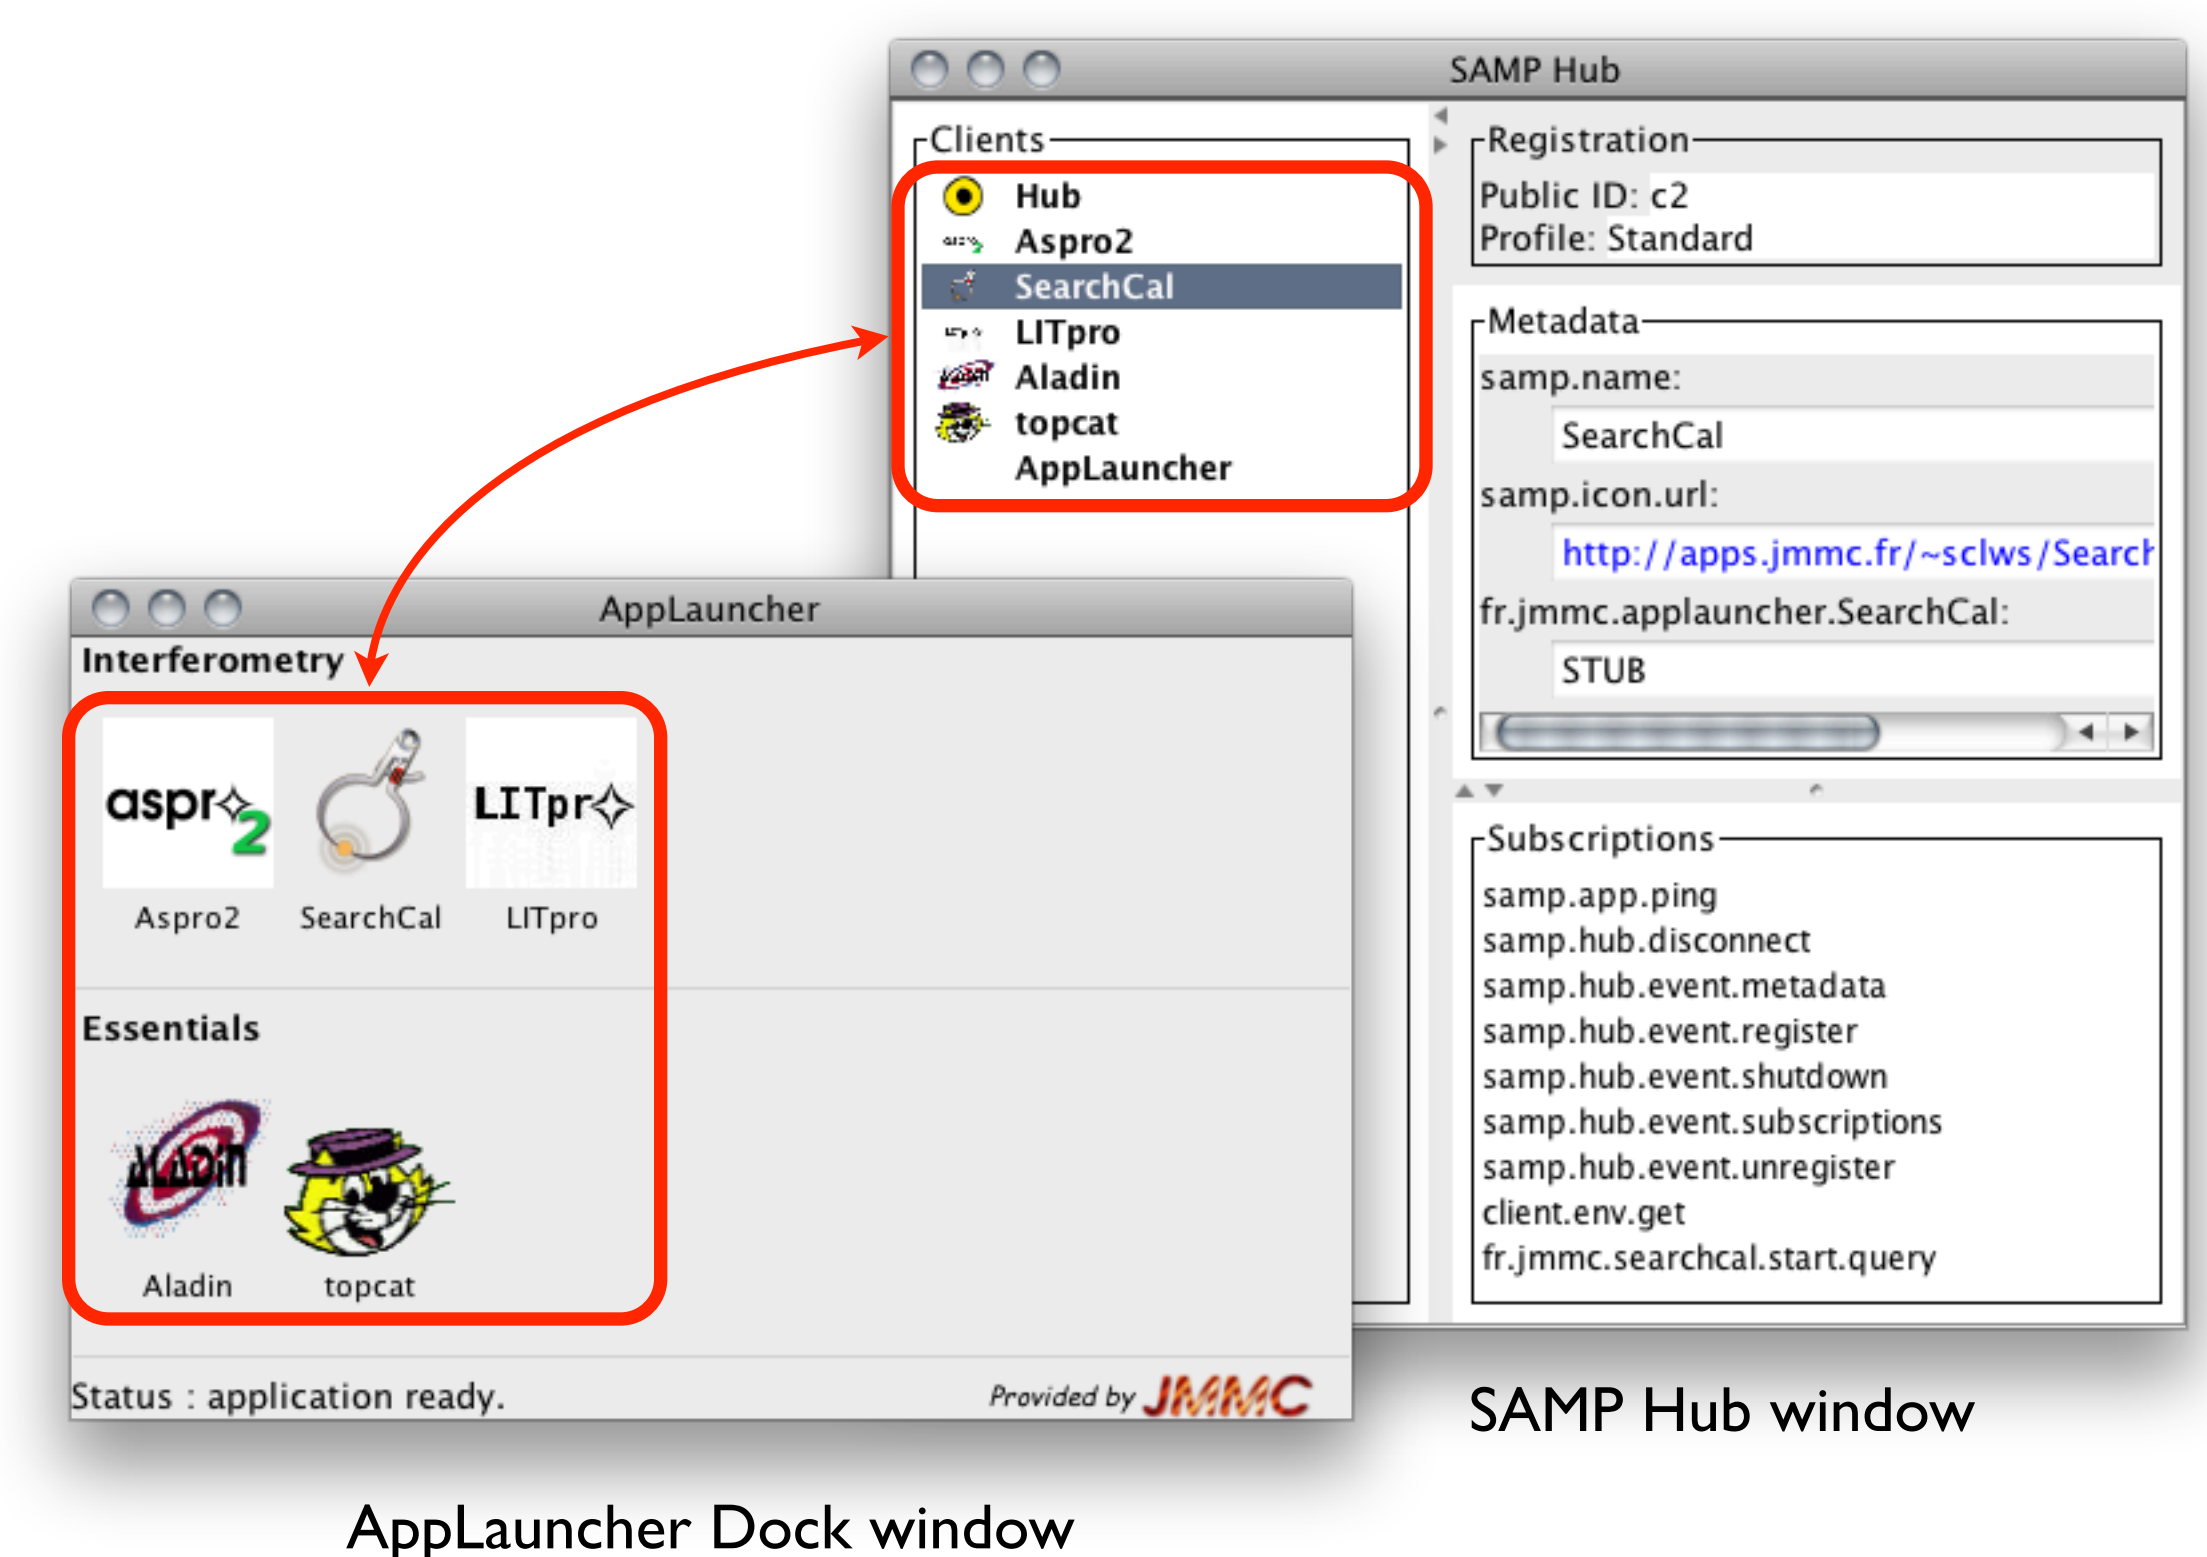 SAMP Hub
Clients
Hub
Aspro2
SearchCal
LITpro
Aladin
topcat
AppLauncher
Registration
Public ID: c2
Profile: Standard
Metadata
samp.name:
SearchCal
samp.icon.url:
http://apps.jmmc.fr/~sclws/Search
fr.jmmc.applauncher.SearchCal:
STUB
Subscriptions
samp.app.ping
samp.hub.disconnect
samp.hub.event.metadata
samp.hub.event.register
samp.hub.event.shutdown
samp.hub.event.subscriptions
samp.hub.event.unregister
client.env.get
fr.jmmc.searchcal.start.query
AppLauncher
Interferometry
aspro2
LITpro
Aspro2 SearchCal LITpro
Essentials
ALADIN
Aladin topcat
Status : application ready.
Provided by JMMC
SAMP Hub window
AppLauncher Dock window